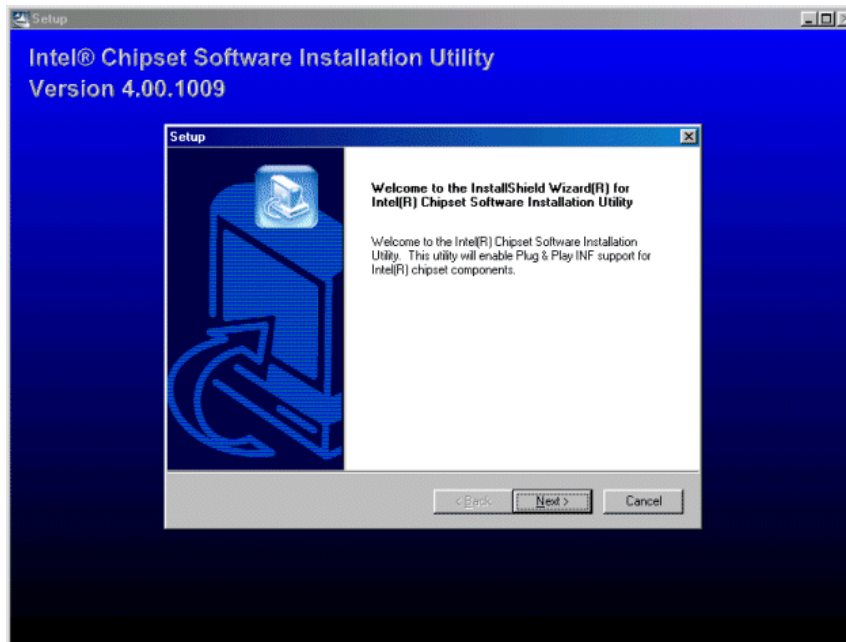 Setup
Intel® Chipset Software Installation Utility
Version 4.00.1009
Setup
Welcome to the InstallShield Wizard(R) for
Intel(R) Chipset Software Installation Utility
Welcome to the Intel(R) Chipset Software Installation
Utility. This utility will enable Plug & Play INF support for
Intel(R) chipset components.
< Back
Next >
Cancel